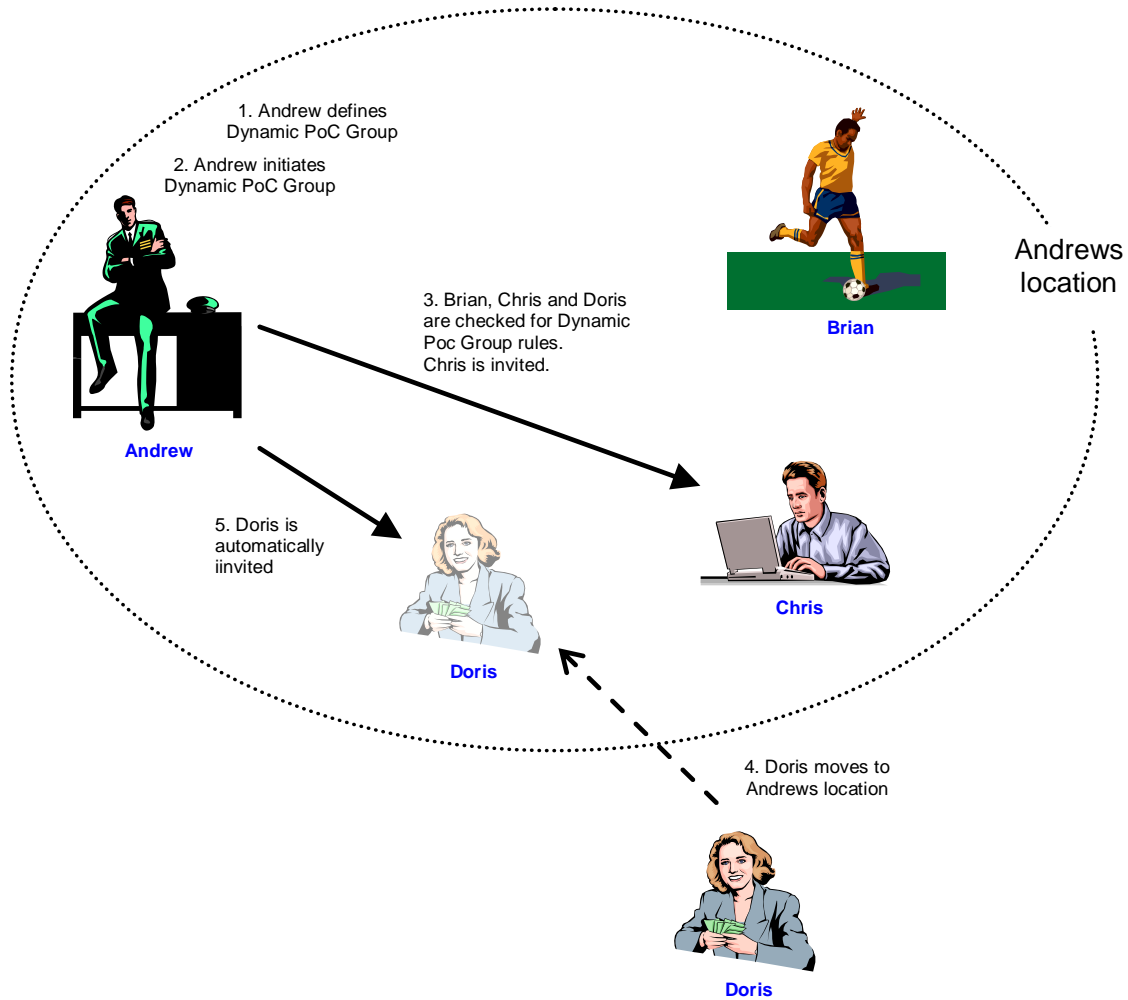 1. Andrew defines
Dynamic PoC Group
2. Andrew initiates
Dynamic PoC Group
Andrews
location
3. Brian, Chris and Doris
are checked for Dynamic
Poc Group rules.
Chris is invited.
Brian
Andrew
5. Doris is
automatically
iinvited
Chris
Doris
4. Doris moves to
Andrews location
Doris